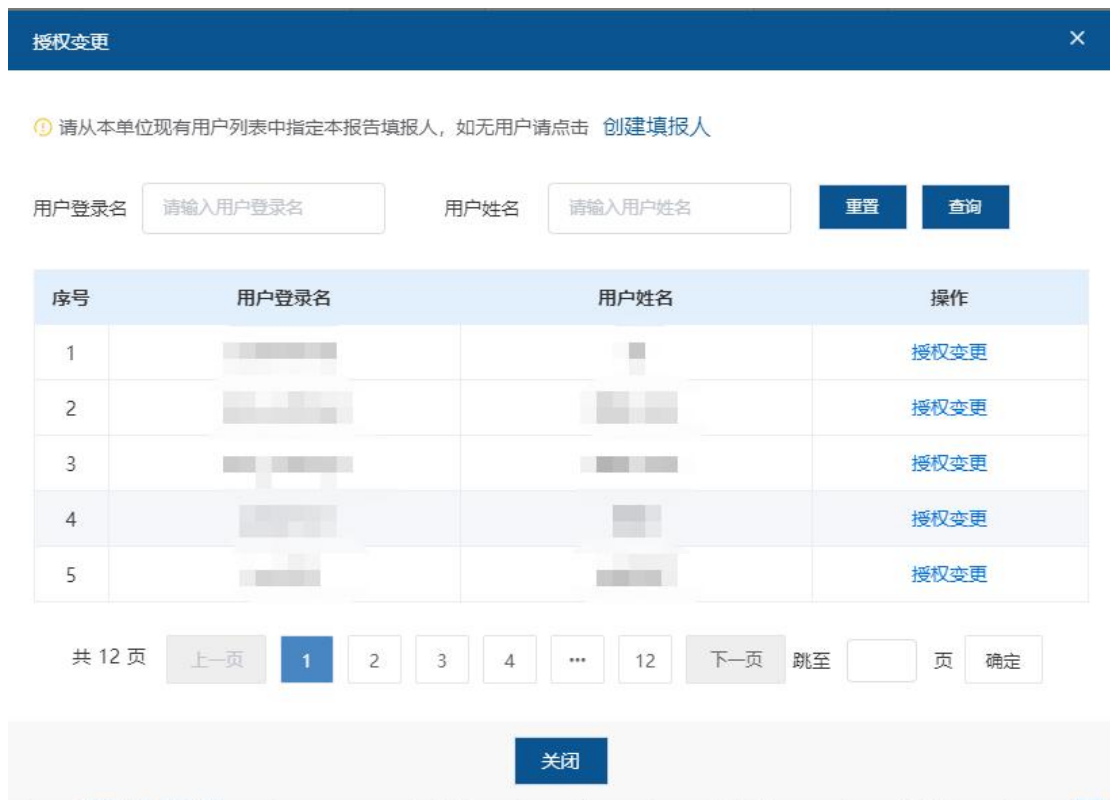 授权变更
请从本单位现有用户列表中指定本报告填报人，如无用户请点击 创建填报人
用户登录名 请输入用户登录名 用户姓名 请输入用户姓名 重置 查询
序号 用户登录名 用户姓名 操作
1 授权变更
2 授权变更
3 授权变更
4 授权变更
5 授权变更
共 12 页 上一页 1 2 3 4 ••• 12 下一页 跳至 页 确定
关闭